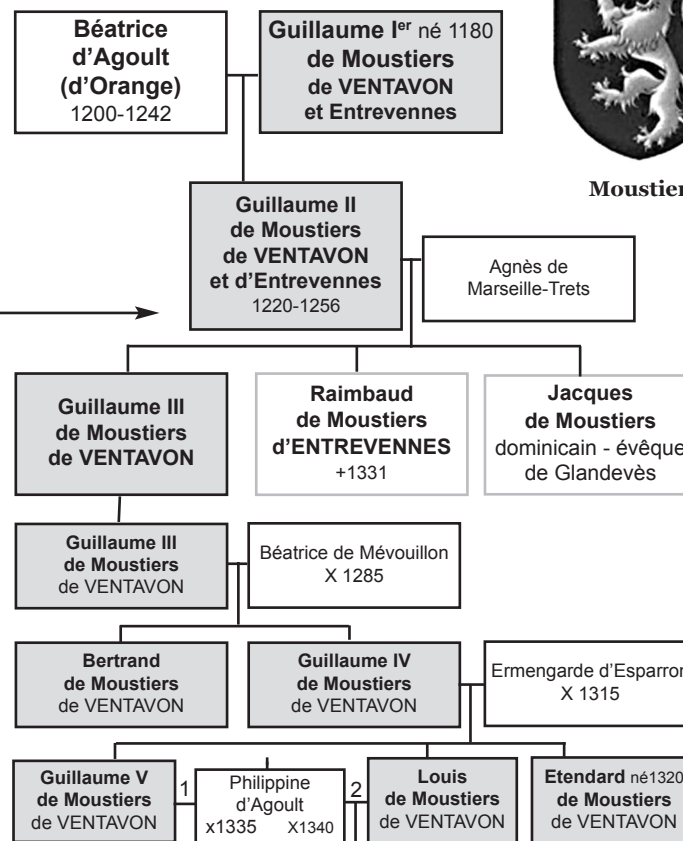 Béatrice
d'Agoult
(d'Orange)
1200-1242
Guillaume Ier né 1180
de Moustiers
de VENTAVON
et Entrevennes
Moustier
Guillaume II
de Moustiers
de VENTAVON
et d'Entrevennes
1220-1256
Agnès de
Marseille-Trets
Guillaume III
de Moustiers
de VENTAVON
Raimbaud
de Moustiers
d'ENTREVENNES
+1331
Jacques
de Moustiers
dominicain - évêque
de Glandevès
Guillaume III
de Moustiers
de VENTAVON
Béatrice de Mévouillon
X 1285
Bertrand
de Moustiers
de VENTAVON
Guillaume IV
de Moustiers
de VENTAVON
Ermengarde d'Esparron
X 1315
Guillaume V
de Moustiers
de VENTAVON
1
Philippine
d'Agoult
x1335 X1340
2
Louis
de Moustiers
de VENTAVON
Etendard né1320
de Moustiers
de VENTAVON